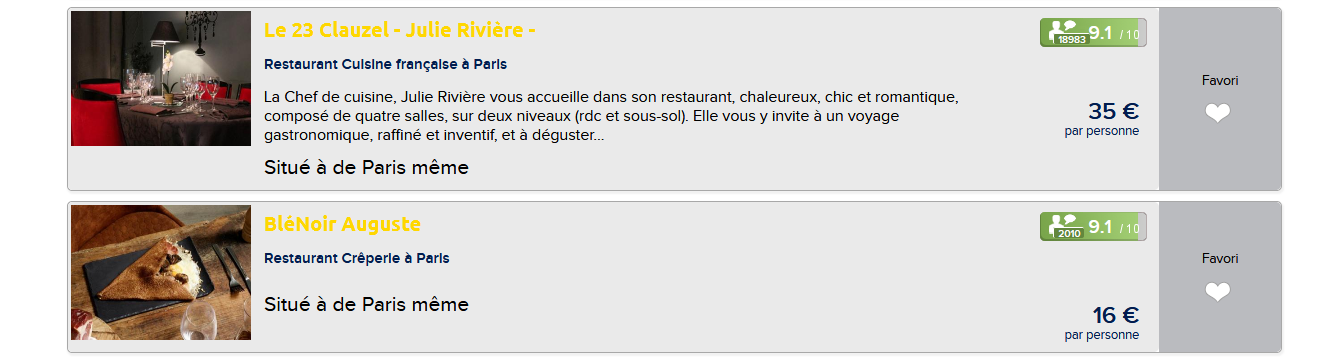 Le 23 Clauzel - Julie Rivière -
18983 9.1 / 10
Restaurant Cuisine française à Paris
Favori
La Chef de cuisine, Julie Rivière vous accueille dans son restaurant, chaleureux, chic et romantique,
composé de quatre salles, sur deux niveaux (rdc et sous-sol). Elle vous y invite à un voyage
gastronomique, raffiné et inventif, et à déguster...
35 €
par personne
Situé à de Paris même
BléNoir Auguste
2010 9.1 / 10
Restaurant Crêperie à Paris
Favori
Situé à de Paris même
16 €
par personne